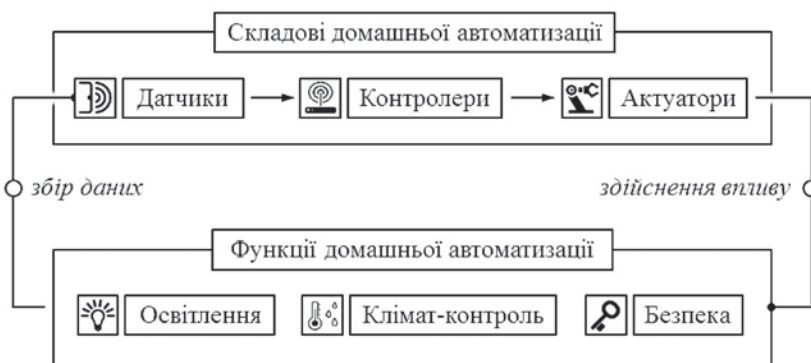 Складові домашньої автоматизації
Датчики
Контролери
Актуатори
збір даних
здійснення впливу
Функції домашньої автоматизації
Освітлення
Клімат-контроль
Безпека